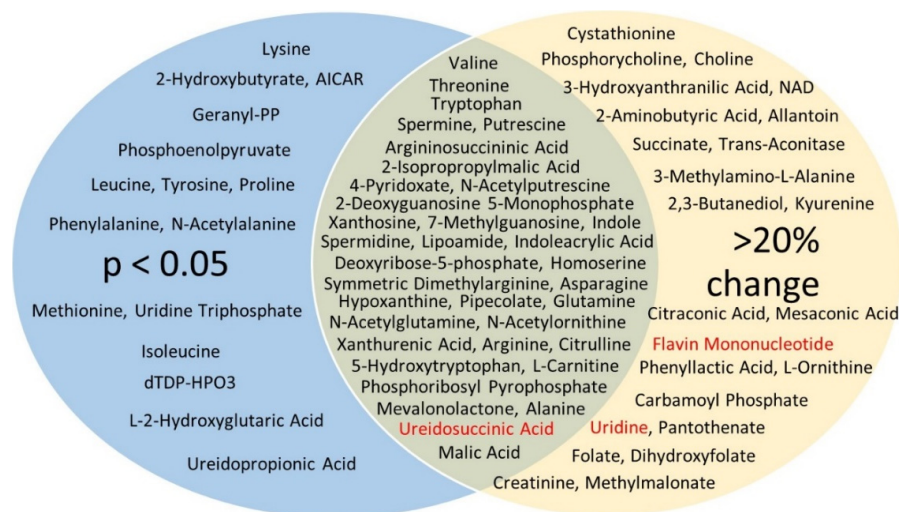 Lysine
2-Hydroxybutyrate, AICAR
Geranyl-PP
Phosphoenolpyruvate
Leucine, Tyrosine, Proline
Phenylalanine, N-Acetylalanine
p < 0.05
Methionine, Uridine Triphosphate
Isoleucine
dTDP-HPO3
L-2-Hydroxyglutaric Acid
Ureidopropionic Acid
Valine
Threonine
Tryptophan
Spermine, Putrescine
Argininosuccininic Acid
2-Isopropropylmalic Acid
4-Pyridoxate, N-Acetylputrescine
2-Deoxyguanosine 5-Monophosphate
Xanthosine, 7-Methylguanosine, Indole
Spermidine, Lipoamide, Indoleacrylic Acid
Deoxyribose-5-phosphate, Homoserine
Symmetric Dimethylarginine, Asparagine
Hypoxanthine, Pipecolate, Glutamine
N-Acetylglutamine, N-Acetylornithine
Xanthurenic Acid, Arginine, Citrulline
5-Hydroxytryptophan, L-Carnitine
Phosphoribosyl Pyrophosphate
Mevalonolactone, Alanine
Ureidosuccinic Acid
Malic Acid
Cystathionine
Phosphorycholine, Choline
3-Hydroxyanthranilic Acid, NAD
2-Aminobutyric Acid, Allantoin
Succinate, Trans-Aconitase
3-Methylamino-L-Alanine
2,3-Butanediol, Kyurenine
>20%
change
Citraconic Acid, Mesaconic Acid
Flavin Mononucleotide
Phenyllactic Acid, L-Ornithine
Carbamoyl Phosphate
Uridine, Pantothenate
Folate, Dihydroxyfolate
Creatinine, Methylmalonate